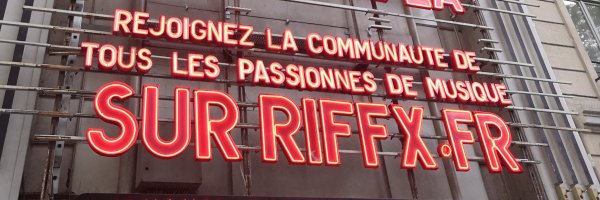 REJOIGNEZ LA COMMUNAUTE DE
TOUS LES PASSIONNES DE MUSIQUE
SUR RIFFX.FR